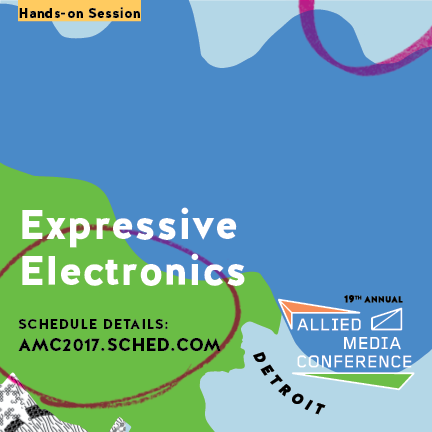 Hands-on Session
Expressive
Electronics
SCHEDULE DETAILS:
AMC2017.SCHED.COM
19TH ANNUAL
ALLIED
MEDIA
CONFERENCE
DETROIT